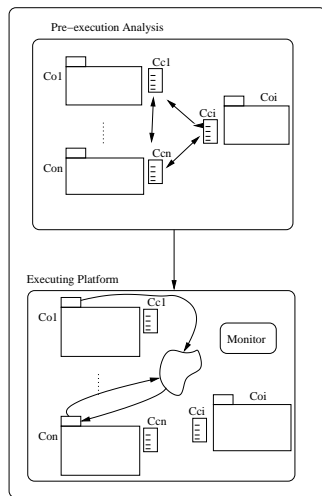 Pre-execution Analysis
Co1
Cc1
Coi
Cci
Con
Ccn
Executing Platform
Cc1
Co1
Monitor
Coi
Con
Ccn
Cci